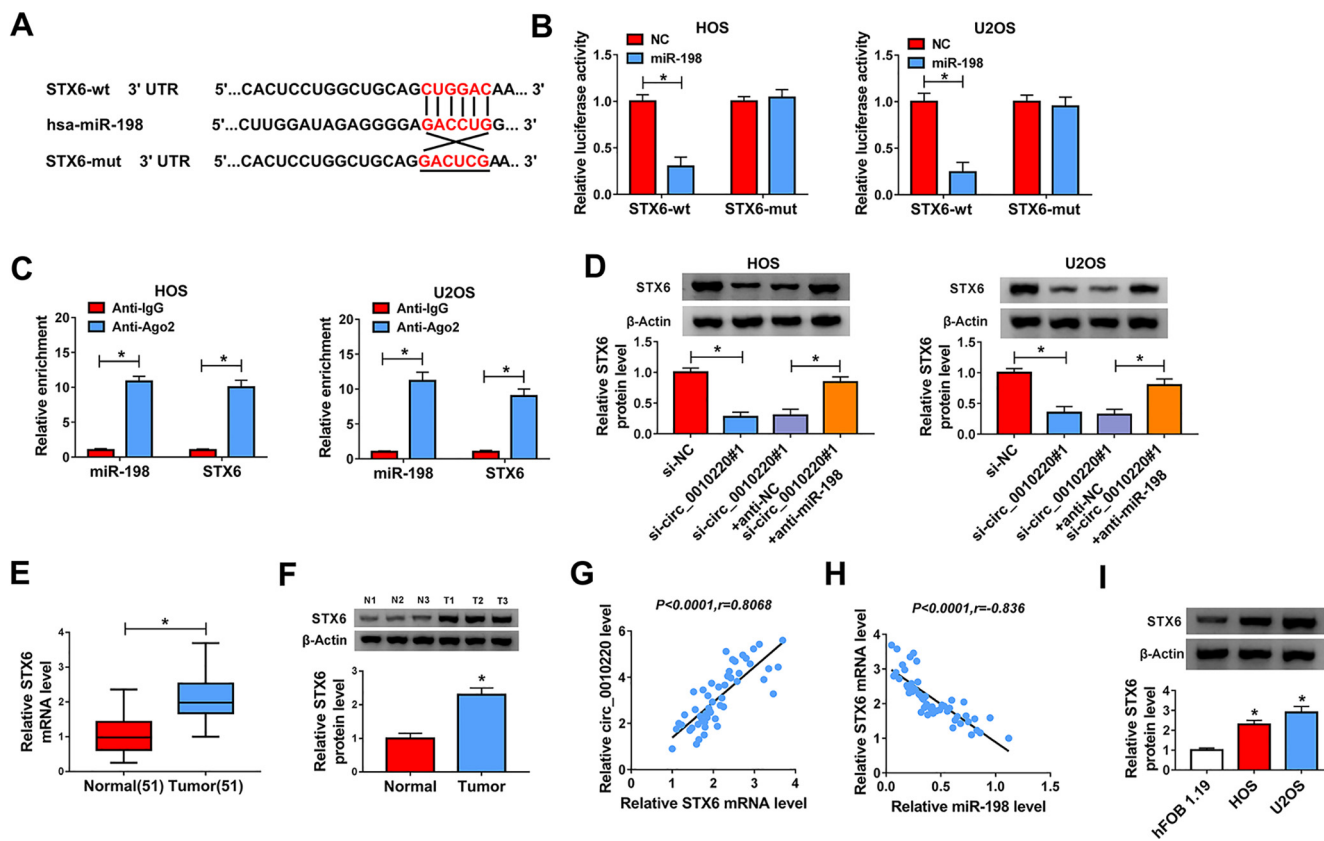 A
STX6-wt 3' UTR 5'...CACUCCUGGCUGCAGCUGGACAA... 3'
hsa-miR-198 5'...CUUGGAUAGAGGGGAGACCUGG... 3'
STX6-mut 3' UTR 5'...CACUCCUGGCUGCAGGACUCGAA.. 3'
B
HOS
NC
miR-198
Relative luciferase activity
1.5
1.0
0.5
0.0
*
STX6-wt STX6-mut
U2OS
NC
miR-198
Relative luciferase activity
1.5
1.0
0.5
0.0
*
STX6-wt STX6-mut
C
HOS
Anti-IgG
Anti-Ago2
Relative enrichment
20
15
10
5
0
* *
miR-198 STX6
U2OS
Anti-IgG
Anti-Ago2
Relative enrichment
20
15
10
5
0
* *
miR-198 STX6
D
HOS
STX6
β-Actin
Relative STX6
protein level
1.5
1.0
0.5
0.0
* *
si-NC
si-circ_0010220#1
si-circ_0010220#1
+anti-NC
si-circ_0010220#1
+anti-miR-198
U2OS
STX6
β-Actin
Relative STX6
protein level
1.5
1.0
0.5
0.0
* *
si-NC
si-circ_0010220#1
si-circ_0010220#1
+anti-NC
si-circ_0010220#1
+anti-miR-198
E
Relative STX6
mRNA level
4
3
2
1
0
*
Normal(51) Tumor(51)
F
N1 N2 N3 T1 T2 T3
STX6
β-Actin
Relative STX6
protein level
3
2
1
0
*
Normal Tumor
G
P<0.0001,r=0.8068
Relative circ_0010220 level
6
4
2
0
0 1 2 3 4
Relative STX6 mRNA level
H
P<0.0001,r=-0.836
Relative STX6 mRNA level
4
3
2
1
0
0.0 0.5 1.0 1.5
Relative miR-198 level
I
STX6
β-Actin
Relative STX6
protein level
4
3
2
1
0
* *
hFOB 1.19
HOS
U2OS